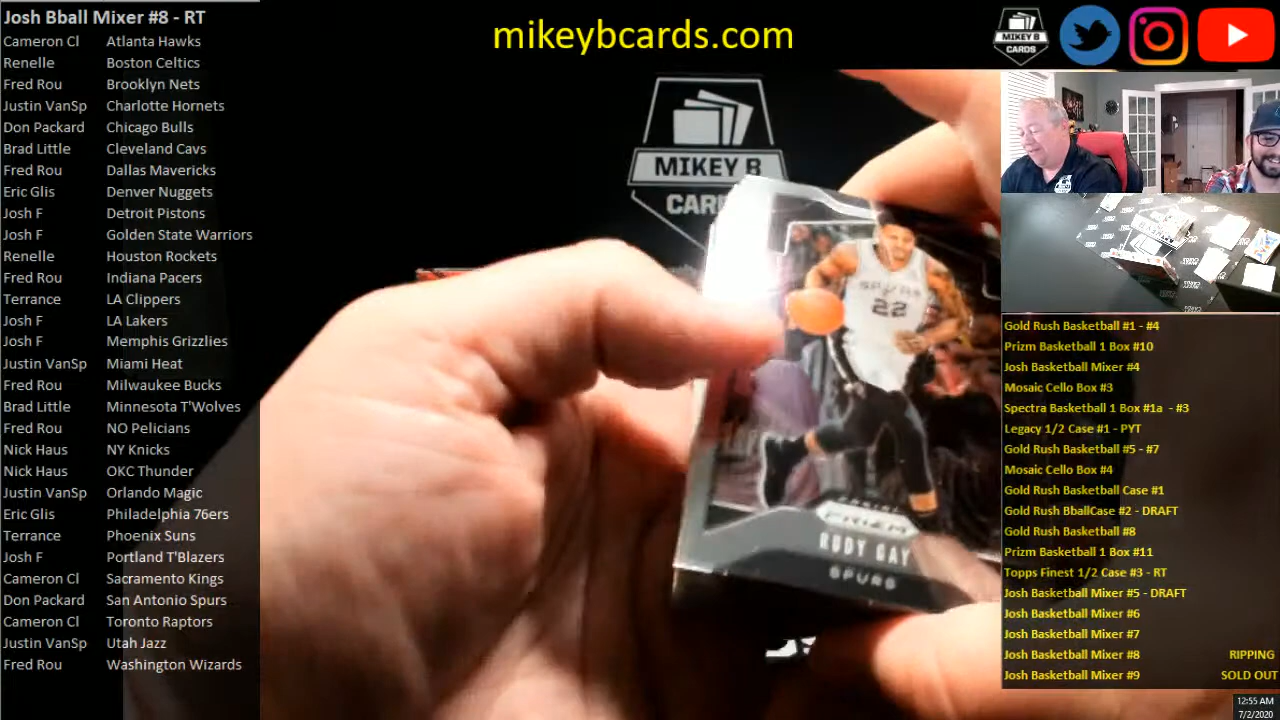 Josh Bball Mixer #8 - RT
Cameron Cl Atlanta Hawks
Renelle Boston Celtics
Fred Rou Brooklyn Nets
Justin VanSp Charlotte Hornets
Don Packard Chicago Bulls
Brad Little Cleveland Cavs
Fred Rou Dallas Mavericks
Eric Glis Denver Nuggets
Josh F Detroit Pistons
Josh F Golden State Warriors
Renelle Houston Rockets
Fred Rou Indiana Pacers
Terrance LA Clippers
Josh F LA Lakers
Josh F Memphis Grizzlies
Justin VanSp Miami Heat
Fred Rou Milwaukee Bucks
Brad Little Minnesota T'Wolves
Fred Rou NO Pelicians
Nick Haus NY Knicks
Nick Haus OKC Thunder
Justin VanSp Orlando Magic
Eric Glis Philadelphia 76ers
Terrance Phoenix Suns
Josh F Portland T'Blazers
Cameron Cl Sacramento Kings
Don Packard San Antonio Spurs
Cameron Cl Toronto Raptors
Justin VanSp Utah Jazz
Fred Rou Washington Wizards
mikeybcards.com
MIKEY B
CARDS
MIKEY B
CARDS
SPURS
22
PRIZM
RUDY GAY
SPURS
Gold Rush Basketball #1 - #4
Prizm Basketball 1 Box #10
Josh Basketball Mixer #4
Mosaic Cello Box #3
Spectra Basketball 1 Box #1a - #3
Legacy 1/2 Case #1 - PYT
Gold Rush Basketball #5 - #7
Mosaic Cello Box #4
Gold Rush Basketball Case #1
Gold Rush BballCase #2 - DRAFT
Gold Rush Basketball #8
Prizm Basketball 1 Box #11
Topps Finest 1/2 Case #3 - RT
Josh Basketball Mixer #5 - DRAFT
Josh Basketball Mixer #6
Josh Basketball Mixer #7
Josh Basketball Mixer #8 RIPPING
Josh Basketball Mixer #9 SOLD OUT
12:55 AM
7/2/2020